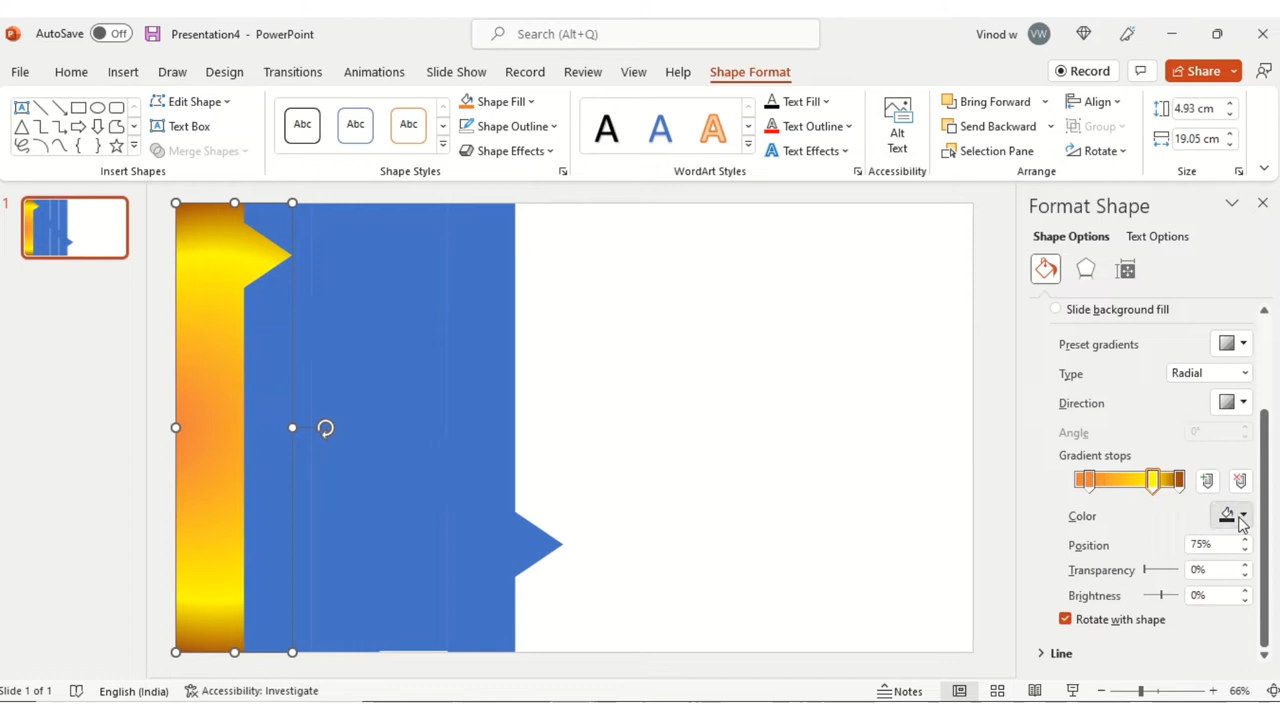 AutoSave Off Presentation4 - PowerPoint Search (Alt+Q) Vinod w VW
File Home Insert Draw Design Transitions Animations Slide Show Record Review View Help Shape Format Record Share
Edit Shape Abc Abc Abc Shape Fill A A A Text Fill Bring Forward Align 4.93 cm
Text Box Shape Outline Text Outline Alt Text Send Backward Group 19.05 cm
Merge Shapes Shape Effects Text Effects Selection Pane Rotate
Insert Shapes Shape Styles WordArt Styles Accessibility Arrange Size
1
Format Shape
Shape Options Text Options
Slide background fill
Preset gradients
Type Radial
Direction
Angle 0°
Gradient stops
Color
Position 75%
Transparency 0%
Brightness 0%
Rotate with shape
Line
Slide 1 of 1 English (India) Accessibility: Investigate Notes 66%